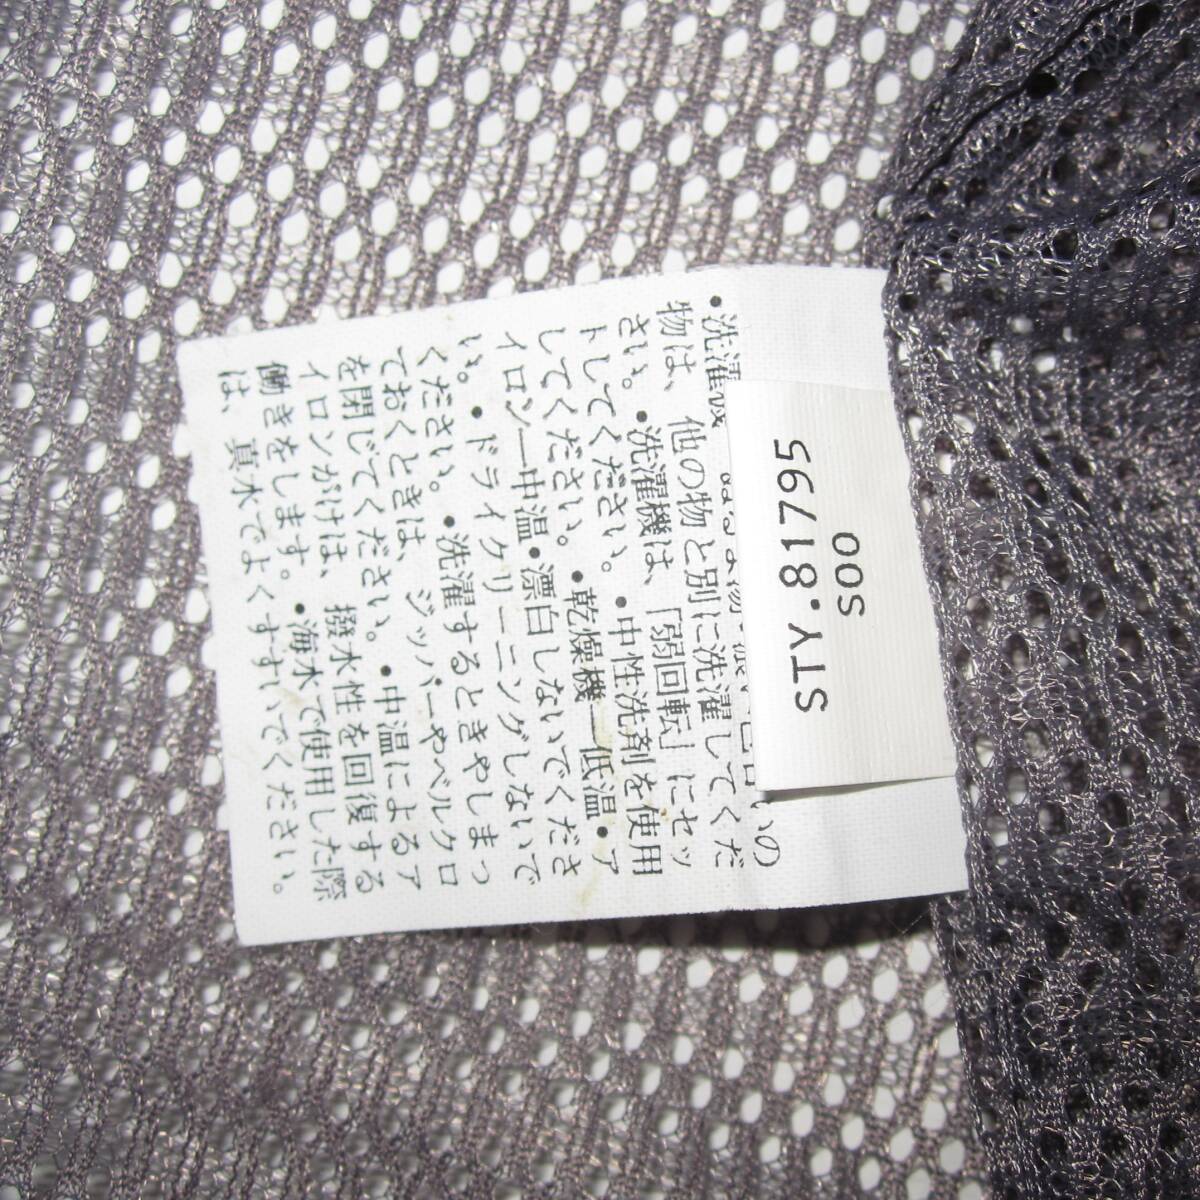 ・洗濯機
物は、他の物と別に洗濯してくだ
さい。・洗濯機は、「弱回転」にセッ
トしてください。・中性洗剤を使用
してください。・乾燥機—低温・ア
イロン—中温・漂白しないでくださ
い。・ドライクリーニングしないで
ください。・洗濯するときやしまっ
ておくときは、ジッパーやベルクロ
を閉じてください。・中温によるア
イロンがけは、撥水性を回復する
働きをします。・海水で使用した際
は、真水でよくすすいでください。
STY.81795
S00